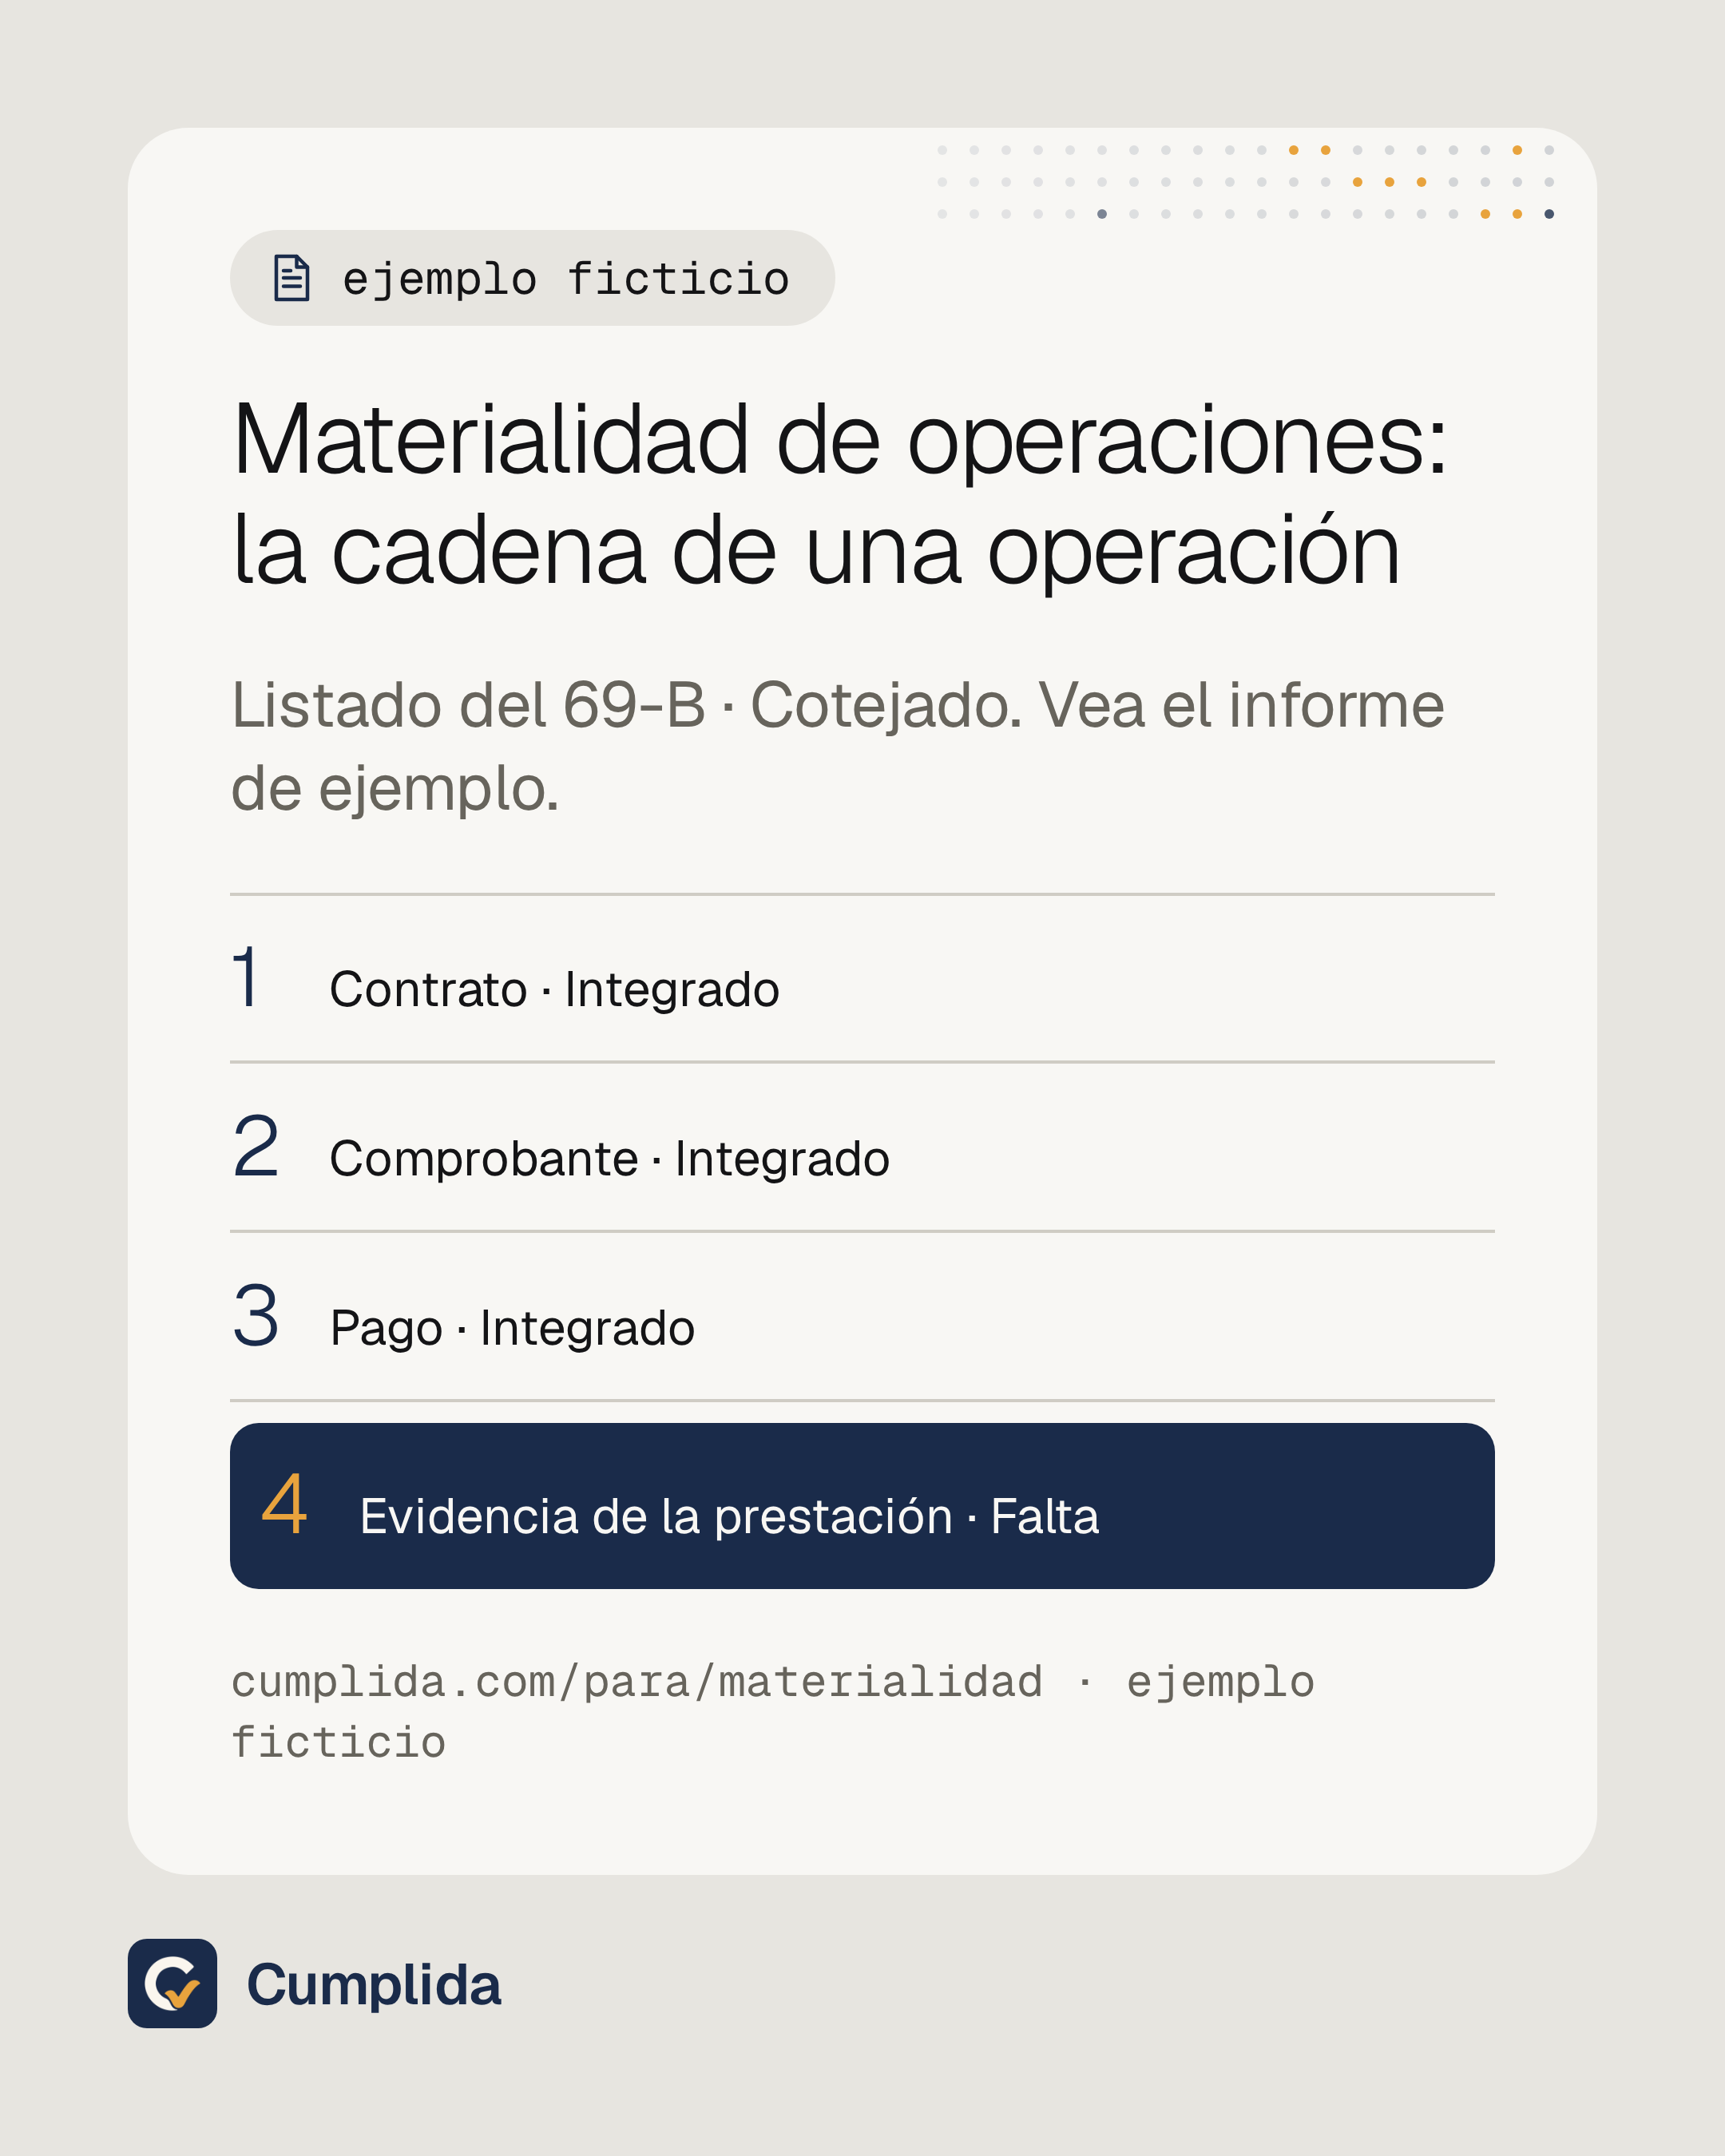 ejemplo ficticio
Materialidad de operaciones:
la cadena de una operación
Listado del 69-B · Cotejado. Vea el informe
de ejemplo.
1 Contrato · Integrado
2 Comprobante · Integrado
3 Pago · Integrado
4 Evidencia de la prestación · Falta
cumplida.com/para/materialidad · ejemplo
ficticio
Cumplida